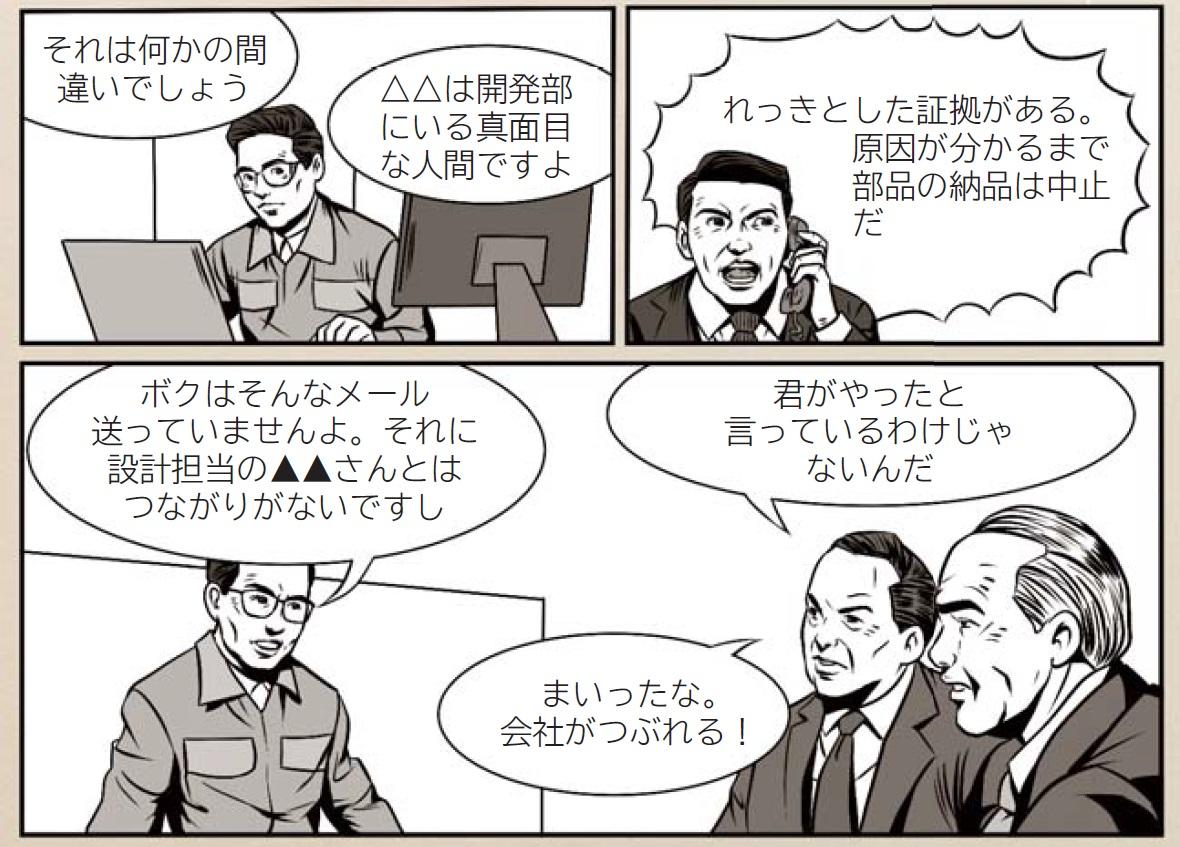 それは何かの間
違いでしょう
△△は開発部
にいる真面目
な人間ですよ
れっきとした証拠がある。
原因が分かるまで
部品の納品は中止
だ
ボクはそんなメール
送っていませんよ。それに
設計担当の▲▲さんとは
つながりがないですし
君がやったと
言っているわけじゃ
ないんだ
まいったな。
会社がつぶれる！